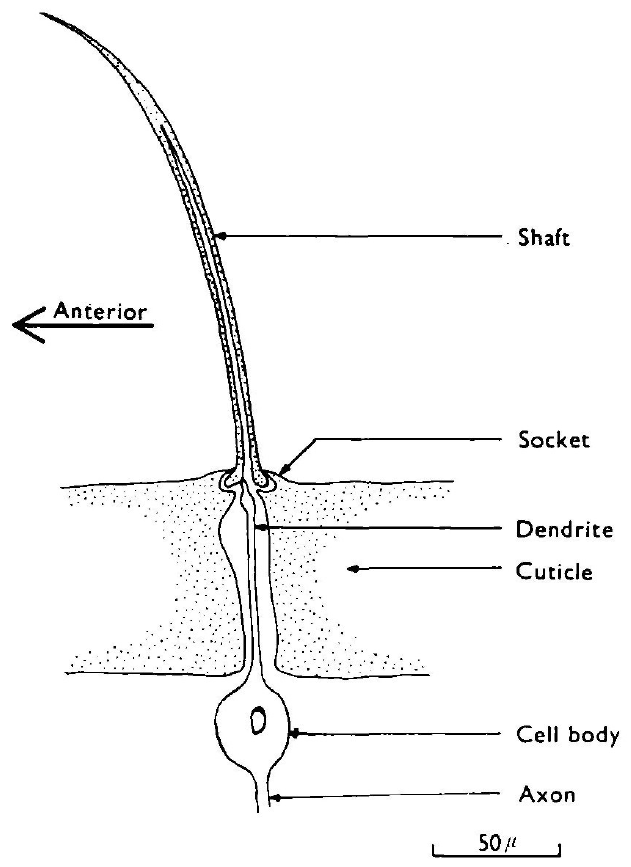 Shaft
Anterior
Socket
Dendrite
Cuticle
Cell body
Axon
50 μ